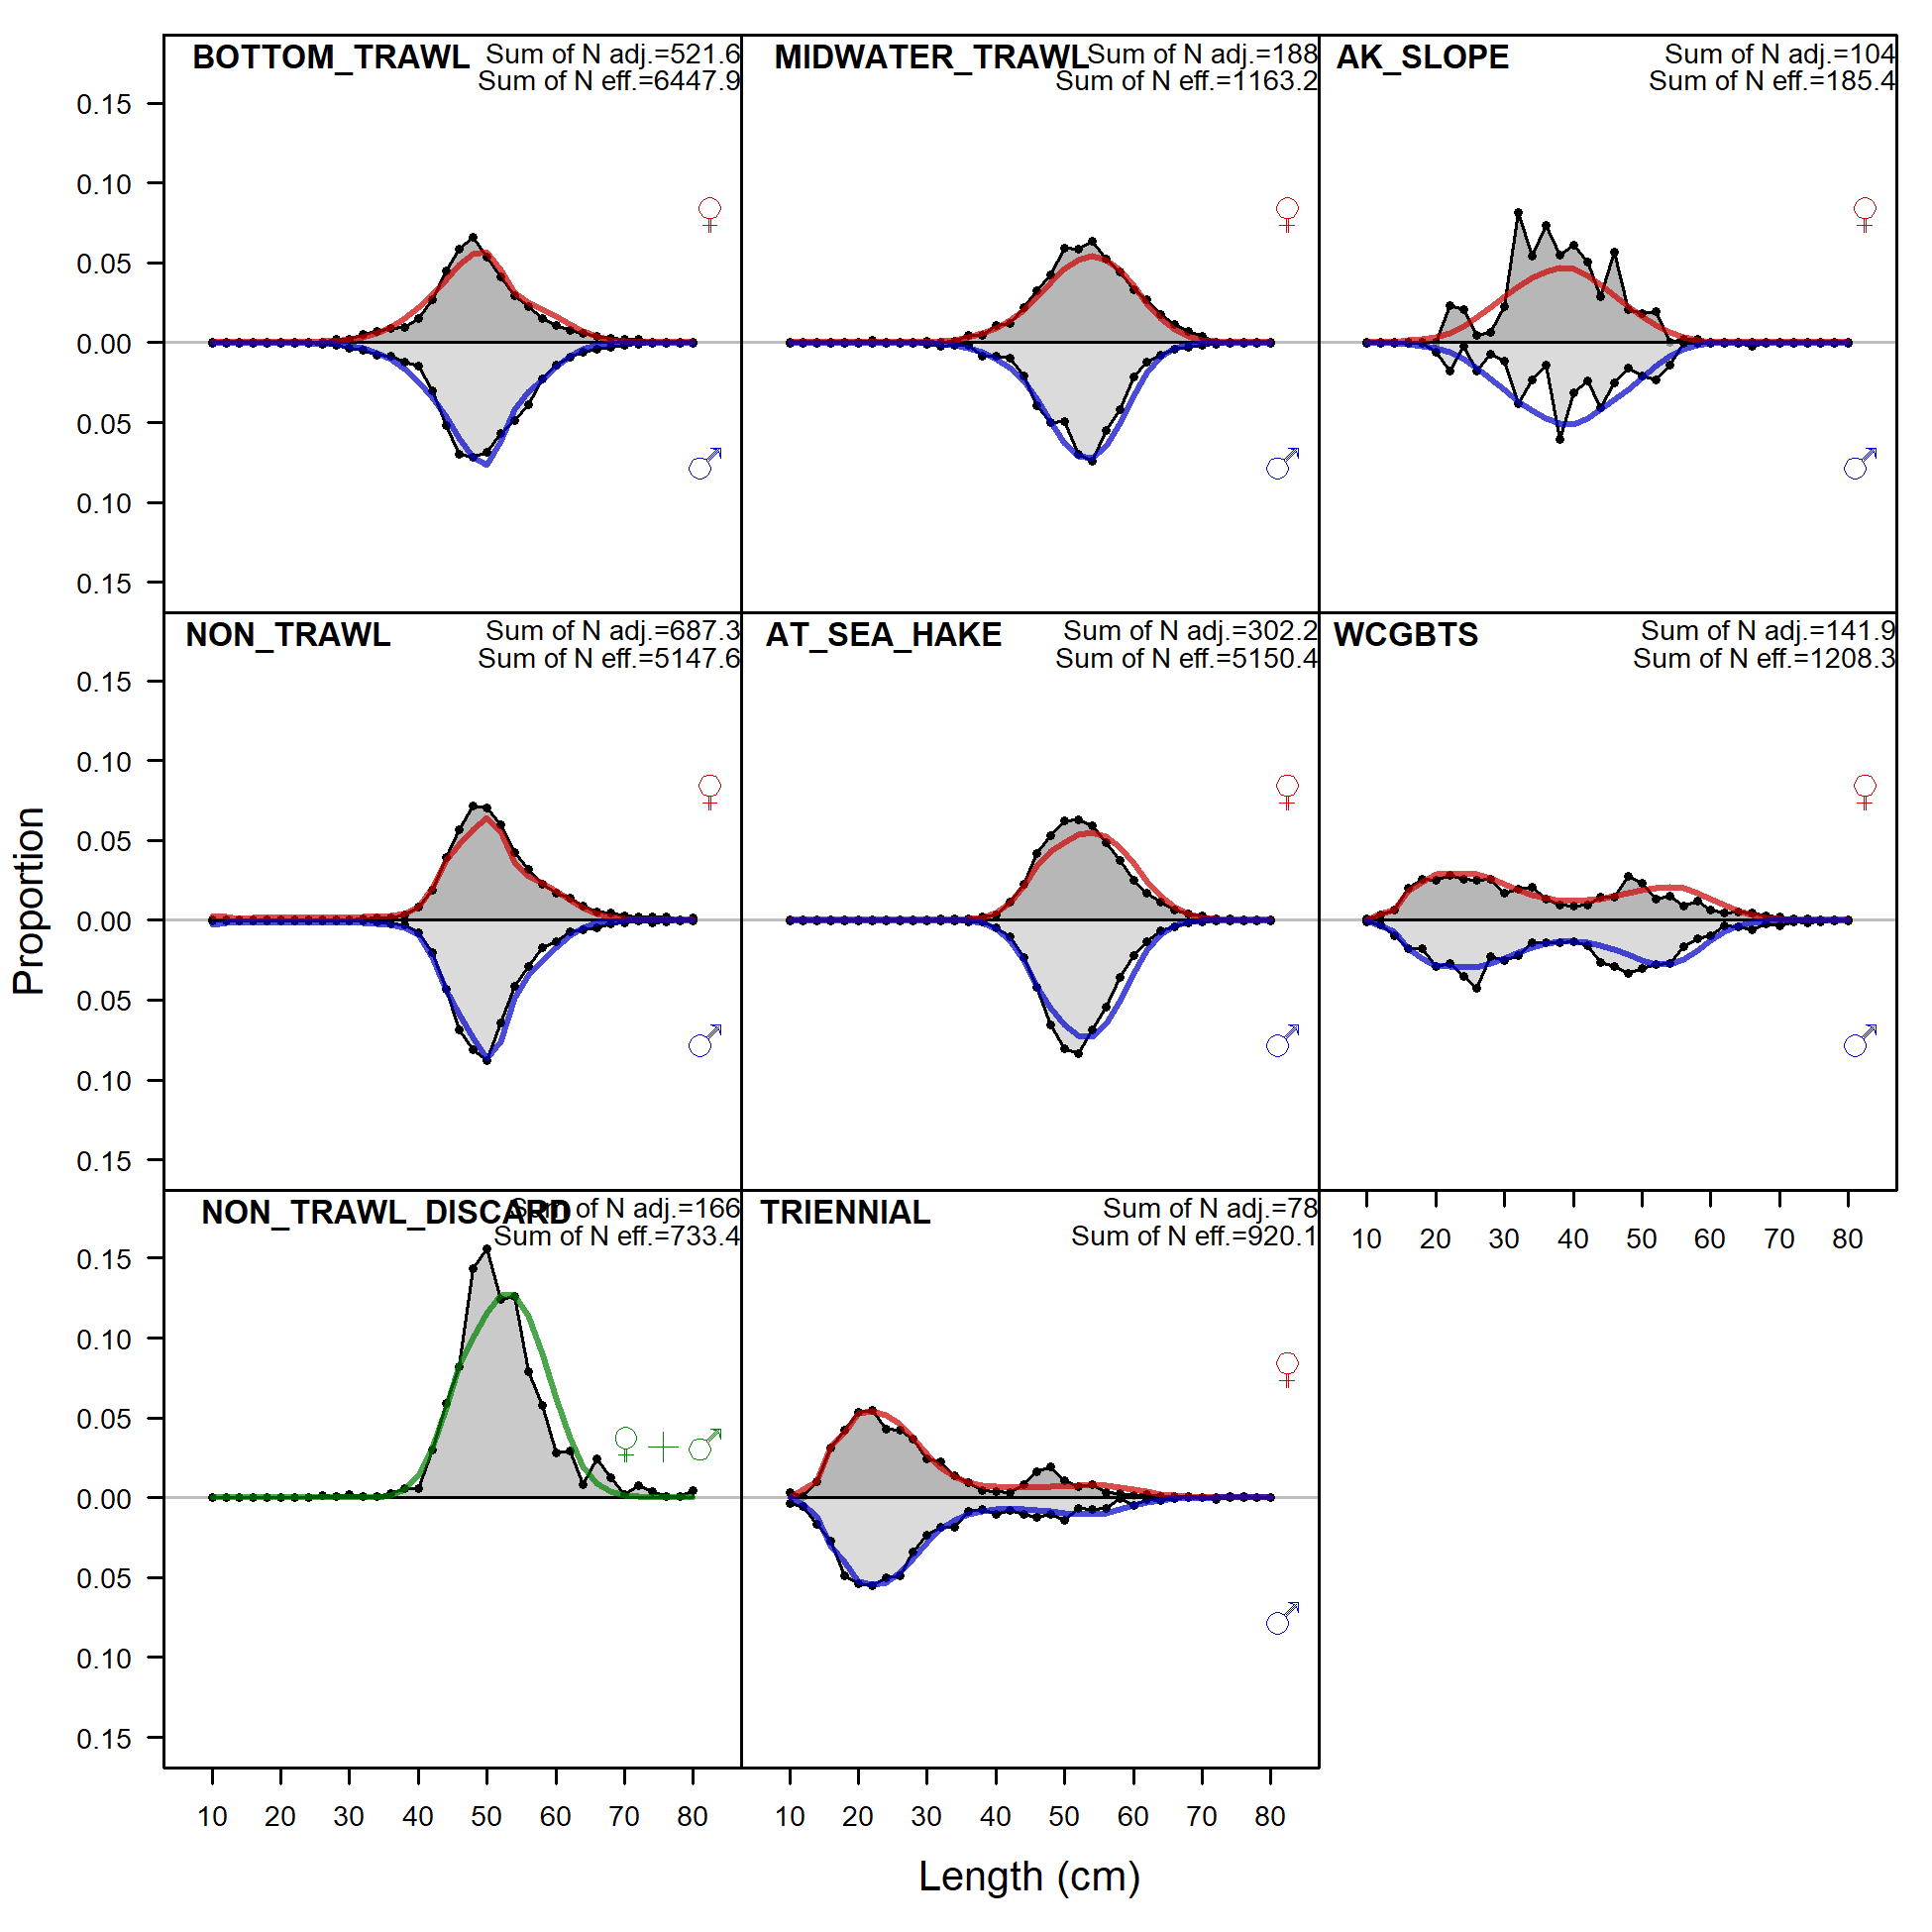 BOTTOM_TRAWL Sum of N adj.=521.6
Sum of N eff.=6447.9
MIDWATER_TRAWL Sum of N adj.=188
Sum of N eff.=1163.2
AK_SLOPE Sum of N adj.=104
Sum of N eff.=185.4
0.15
0.10
0.05
0.00
0.05
0.10
0.15
♀
♂
♀
♂
♀
♂
NON_TRAWL Sum of N adj.=687.3
Sum of N eff.=5147.6
AT_SEA_HAKE Sum of N adj.=302.2
Sum of N eff.=5150.4
WCGBTS Sum of N adj.=141.9
Sum of N eff.=1208.3
0.15
0.10
0.05
0.00
0.05
0.10
0.15
♀
♂
♀
♂
♀
♂
10 20 30 40 50 60 70 80
NON_TRAWL_DISCARD Sum of N adj.=166
Sum of N eff.=733.4
TRIENNIAL Sum of N adj.=78
Sum of N eff.=920.1
0.15
0.10
0.05
0.00
0.05
0.10
0.15
♀+♂
♀
♂
10 20 30 40 50 60 70 80
10 20 30 40 50 60 70 80
Proportion
Length (cm)